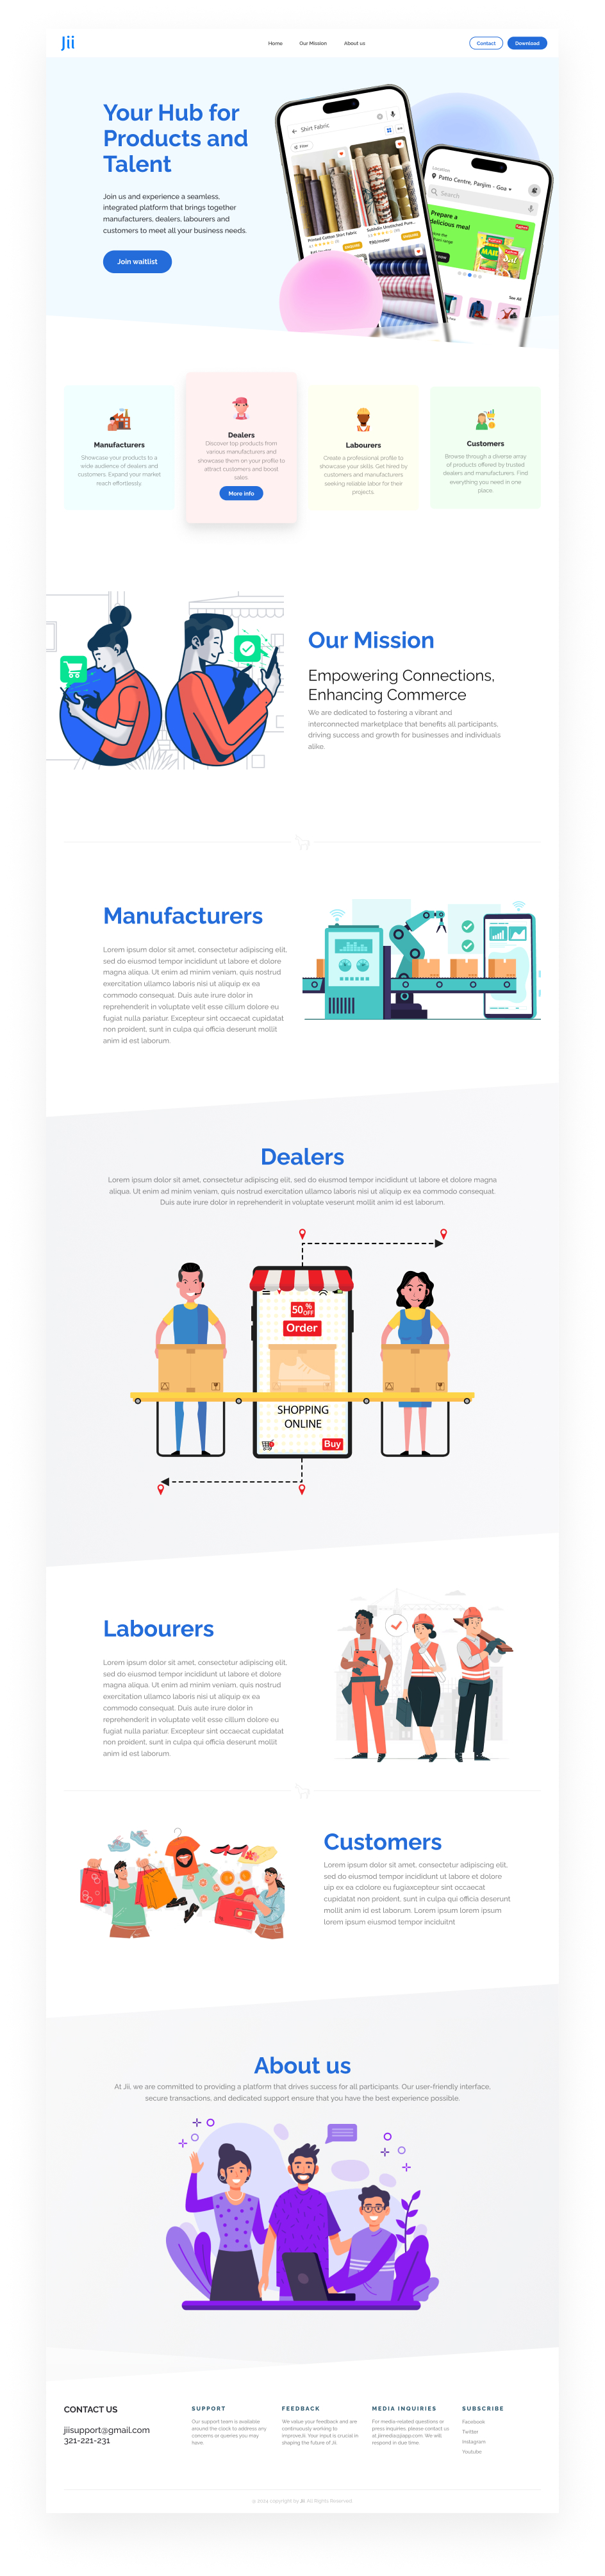 Jii
Home
Our Mission
About us
Contact
Download
Your Hub for
Products and
Talent
Join us and experience a seamless,
integrated platform that brings together
manufacturers, dealers, labourers and
customers to meet all your business needs.
Join waitlist
Shirt Fabric
Filter
Printed Cotton Shirt Fabric
Patto Centre, Panjim - Goa
Search
Prepare a
delicious meal
See All
Manufacturers
Showcase your products to a
wide audience of dealers and
customers. Expand your market
reach effortlessly.
Dealers
Discover top products from
various manufacturers and
showcase them on your profile to
attract customers and boost
sales
More info
Labourers
Create a professional profile to
showcase your skills. Get hired by
customers and manufacturers
seeking reliable labor for their
projects.
Customers
Browse through a diverse array
of products offered by trusted
dealers and manufacturers. Find
everything you need in one
place.
Our Mission
Empowering Connections,
Enhancing Commerce
We are dedicated to fostering a vibrant and
interconnected marketplace that benefits all participants,
driving success and growth for businesses and individuals
alike.
Manufacturers
Lorem ipsum dolor sit amet, consectetur adipiscing elit,
sed do eiusmod tempor incididunt ut labore et dolore
magna aliqua. Ut enim ad minim veniam, quis nostrud
exercitation ullamco laboris nisi ut aliquip ex ea
commodo consequat. Duis aute irure dolor in
reprehenderit in voluptate velit esse cillum dolore eu
fugiat nulla pariatur. Excepteur sint occaecat cupidatat
non proident, sunt in culpa qui officia deserunt mollit
anim id est laborum.
Dealers
Lorem ipsum dolor sit amet, consectetur adipiscing elit, sed do eiusmod tempor incididunt ut labore et dolore magna
aliqua. Ut enim ad minim veniam, quis nostrud exercitation ullamco laboris nisi ut aliquip ex ea commodo consequat.
Duis aute irure dolor in reprehenderit in voluptate veserunt mollit anim id est laborum.
50% OFF
Order
SHOPPING
ONLINE
Buy
Labourers
Lorem ipsum dolor sit amet, consectetur adipiscing elit,
sed do eiusmod tempor incididunt ut labore et dolore
magna aliqua. Ut enim ad minim veniam, quis nostrud
exercitation ullamco laboris nisi ut aliquip ex ea
commodo consequat. Duis aute irure dolor in
reprehenderit in voluptate velit esse cillum dolore eu
fugiat nulla pariatur. Excepteur sint occaecat cupidatat
non proident, sunt in culpa qui officia deserunt mollit
anim id est laborum.
Customers
Lorem ipsum dolor sit amet, consectetur adipiscing elit,
sed do eiusmod tempor incididunt ut labore et dolore
uip ex ea cdolore eu fugiaxcepteur sint occaecat
cupidatat non proident, sunt in culpa qui officia deserunt
mollit anim id est laborum. Lorem ipsum lorem ipsum
lorem ipsum eiusmod tempor inciduitnt
About us
At Jii, we are committed to providing a platform that drives success for all participants. Our user-friendly interface,
secure transactions, and dedicated support ensure that you have the best experience possible.
CONTACT US
jiisupport@gmail.com
321-221-231
SUPPORT
Our support team is available
around the clock to address any
concerns or queries you may
have.
FEEDBACK
We value your feedback and are
continuously working to
improveJii. Your input is crucial in
shaping the future of Jii.
MEDIA INQUIRIES
For media-related questions or
press inquiries, please contact us
respond in due time.
SUBSCRIBE
Facebook
Twitter
Instagram
Youtube
copyright by Jii All Rights Reserved